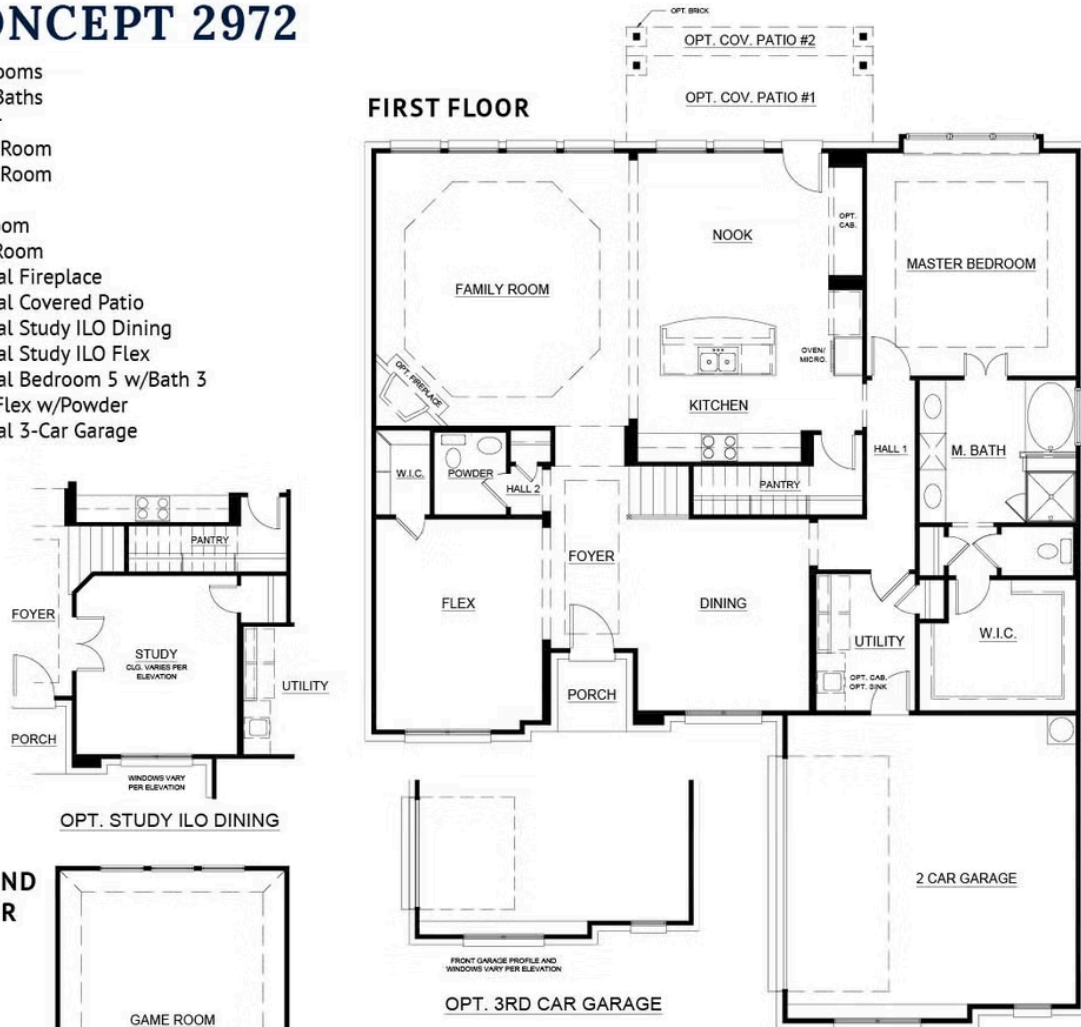 ONCEPT 2972
ooms
Baths
Room
Room
om
Room
al Fireplace
al Covered Patio
al Study ILO Dining
al Study ILO Flex
al Bedroom 5 w/Bath 3
Flex w/Powder
al 3-Car Garage
FIRST FLOOR
OPT. BRICK
OPT. COV. PATIO #2
OPT. COV. PATIO #1
FAMILY ROOM
OPT. FIREPLACE
NOOK
OPT.
CAB.
MASTER BEDROOM
OVEN/
MICRO.
KITCHEN
HALL 1
M. BATH
W.I.C.
POWDER
HALL 2
PANTRY
FOYER
FLEX
DINING
UTILITY
OPT. CAB.
OPT. SINK
W.I.C.
PORCH
2 CAR GARAGE
PANTRY
FOYER
STUDY
CLG. VARIES PER
ELEVATION
UTILITY
PORCH
WINDOWS VARY
PER ELEVATION
OPT. STUDY ILO DINING
FRONT GARAGE PROFILE AND
WINDOWS VARY PER ELEVATION
OPT. 3RD CAR GARAGE
ND
R
GAME ROOM